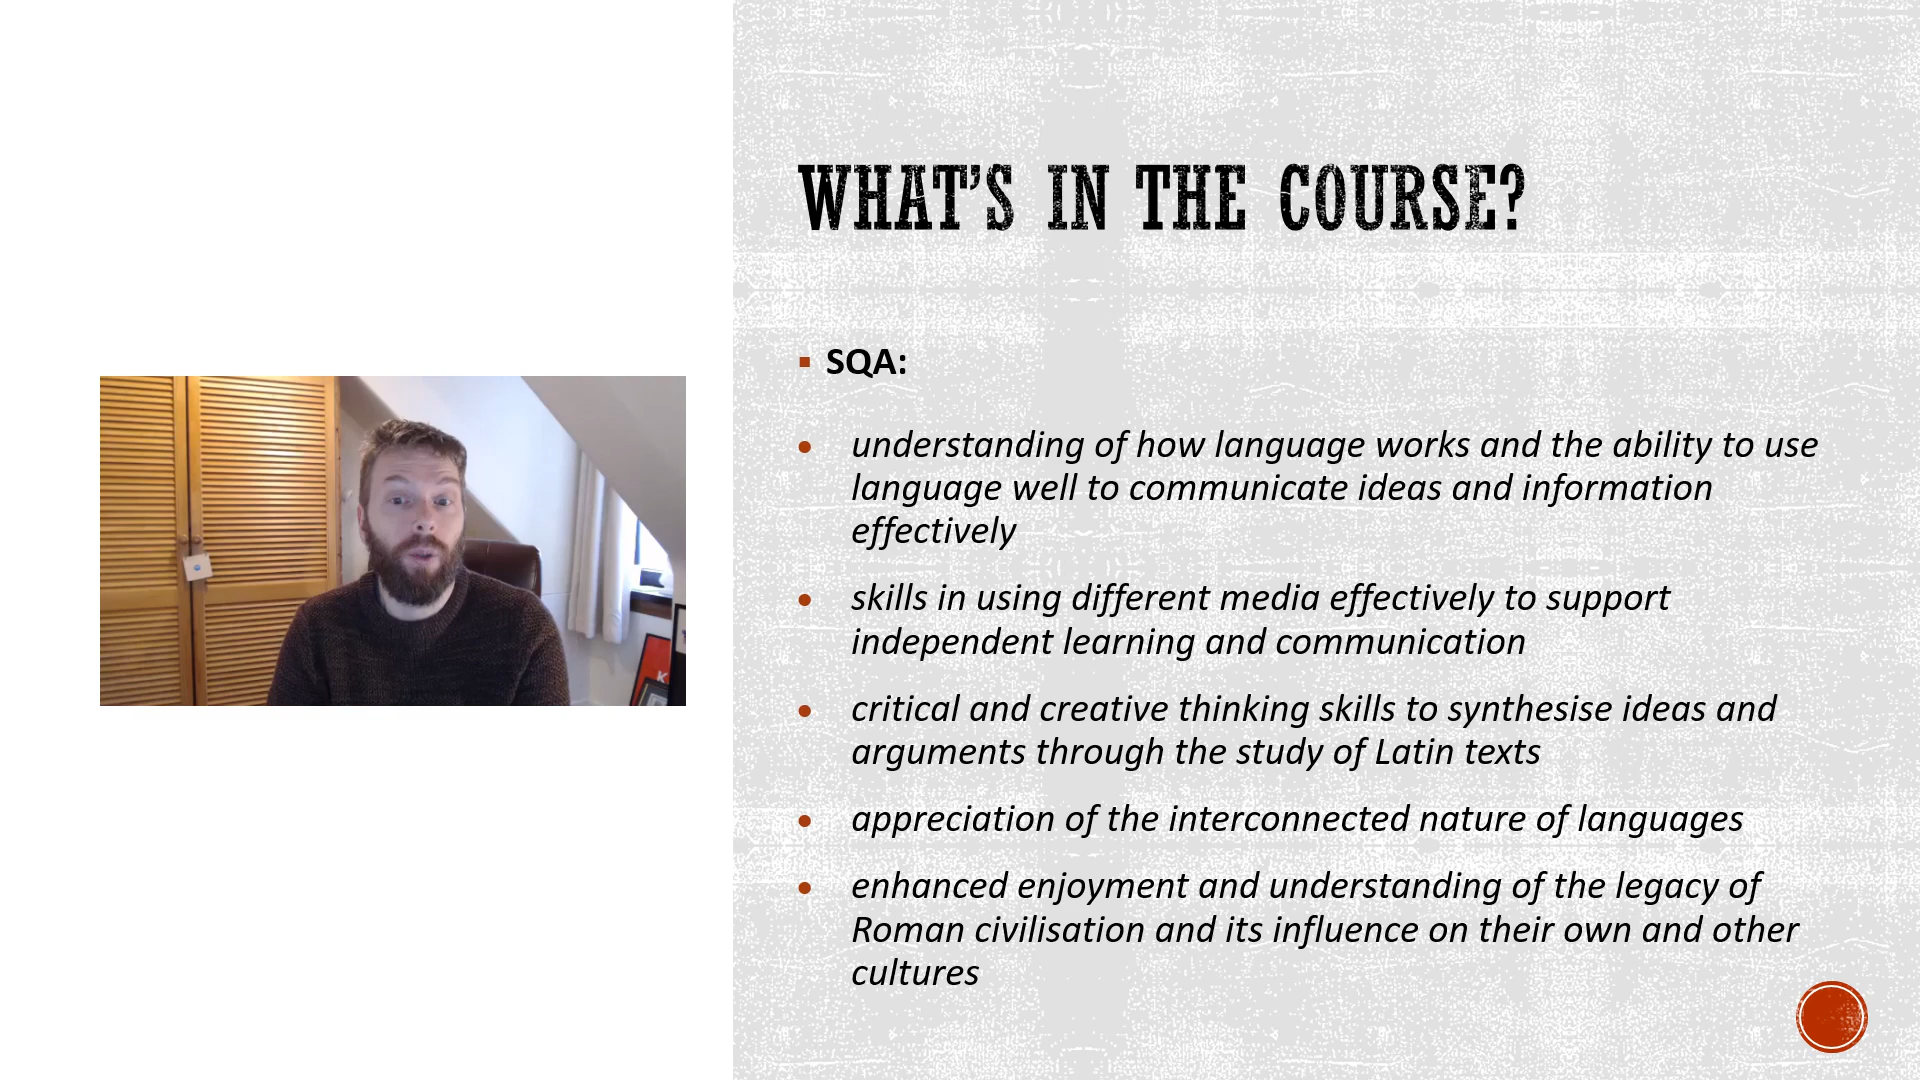 WHAT'S IN THE COURSE?
▪ SQA:
• understanding of how language works and the ability to use
language well to communicate ideas and information
effectively
• skills in using different media effectively to support
independent learning and communication
• critical and creative thinking skills to synthesise ideas and
arguments through the study of Latin texts
• appreciation of the interconnected nature of languages
• enhanced enjoyment and understanding of the legacy of
Roman civilisation and its influence on their own and other
cultures
K